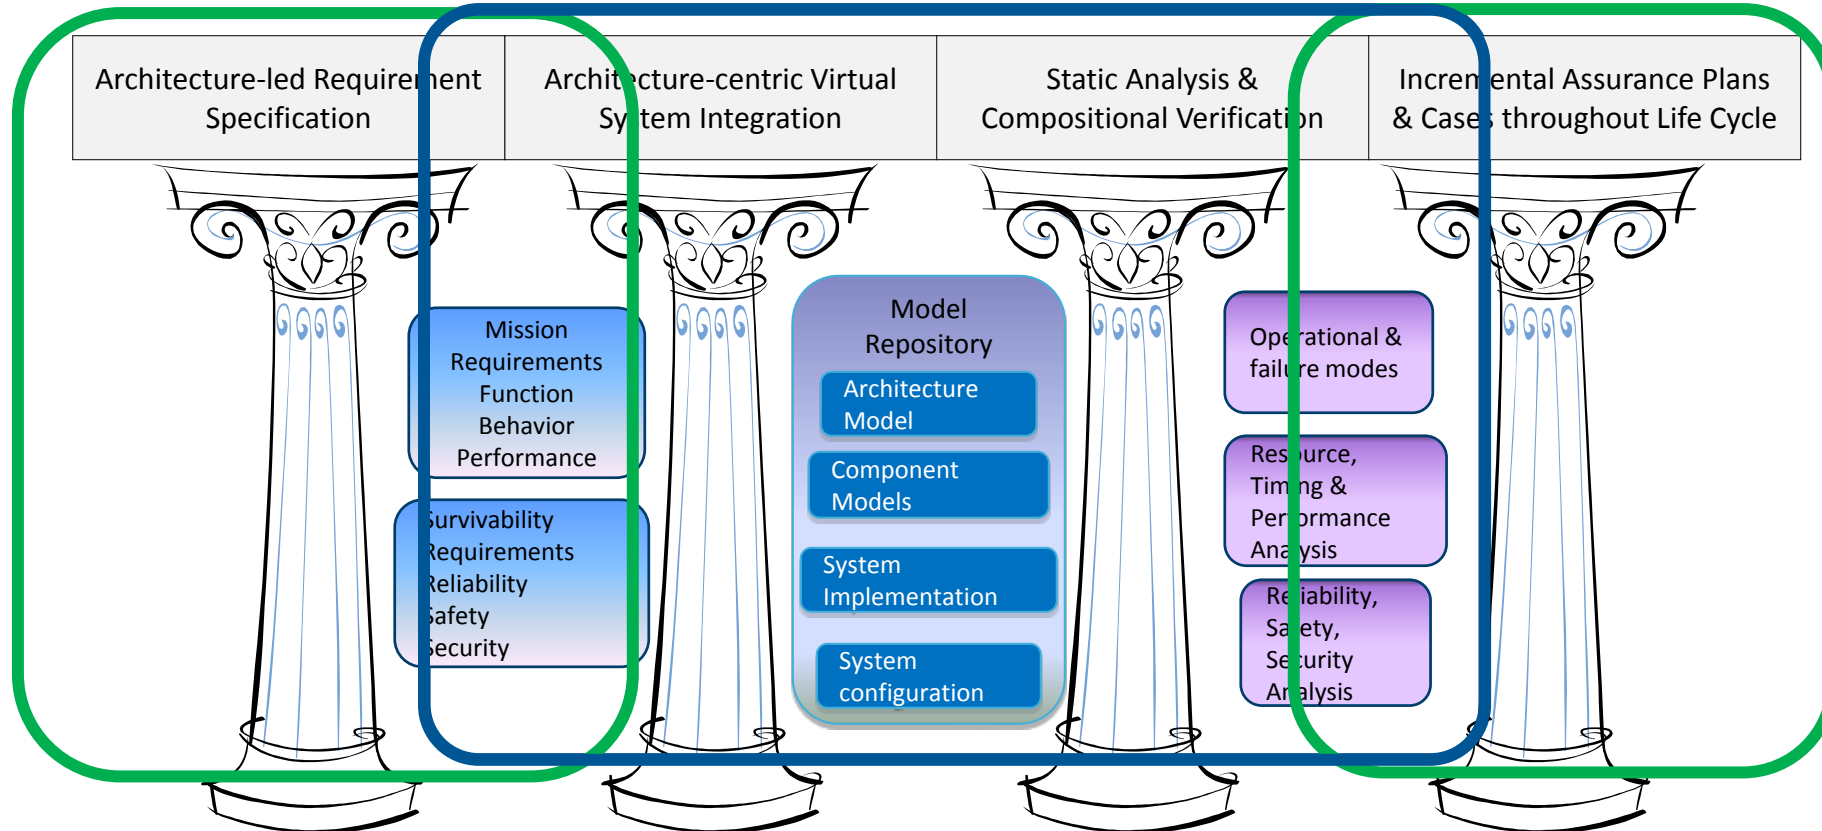 Architecture-led Requirement
Specification
Architecture-centric Virtual
System Integration
Static Analysis &
Compositional Verification
Incremental Assurance Plans
& Cases throughout Life Cycle
Mission
Requirements
Function
Behavior
Performance
Survivability
Requirements
Reliability
Safety
Security
Model
Repository
Architecture
Model
Component
Models
System
Implementation
System
configuration
Operational &
failure modes
Resource,
Timing &
Performance
Analysis
Reliability,
Safety,
Security
Analysis